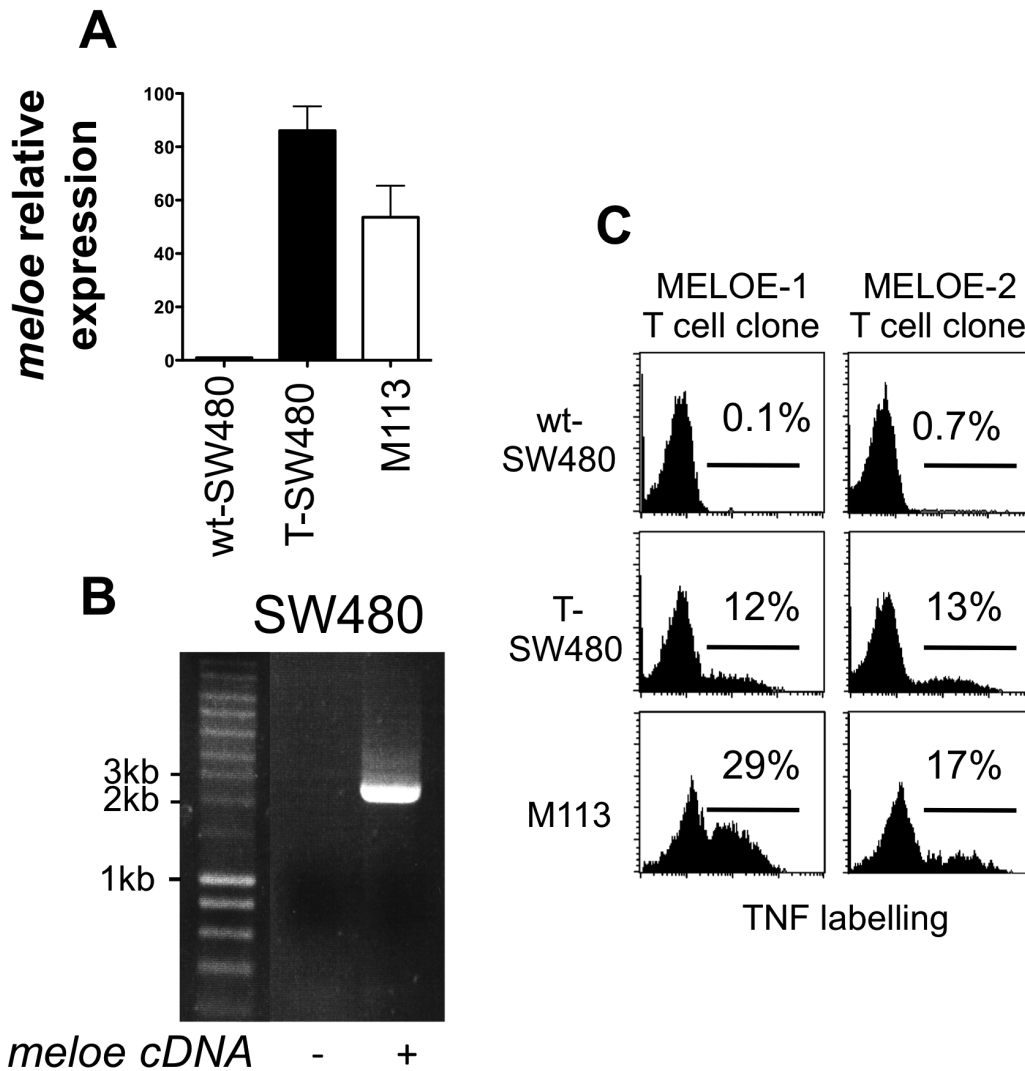 A
meloe relative
expression
100
80
60
40
20
0
wt-SW480
T-SW480
M113
B
SW480
3kb
2kb
1kb
meloe cDNA - +
C
MELOE-1
T cell clone
MELOE-2
T cell clone
wt-
SW480
0.1%
0.7%
T-
SW480
12%
13%
M113
29%
17%
TNF labelling